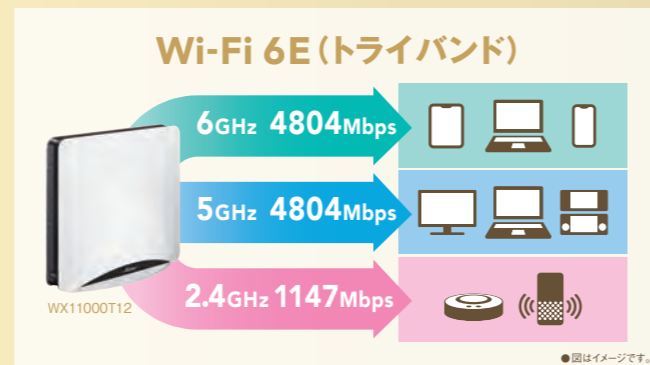 Wi-Fi 6E（トライバンド）
6GHz 4804Mbps
5GHz 4804Mbps
2.4GHz 1147Mbps
WX11000T12
●図はイメージです。